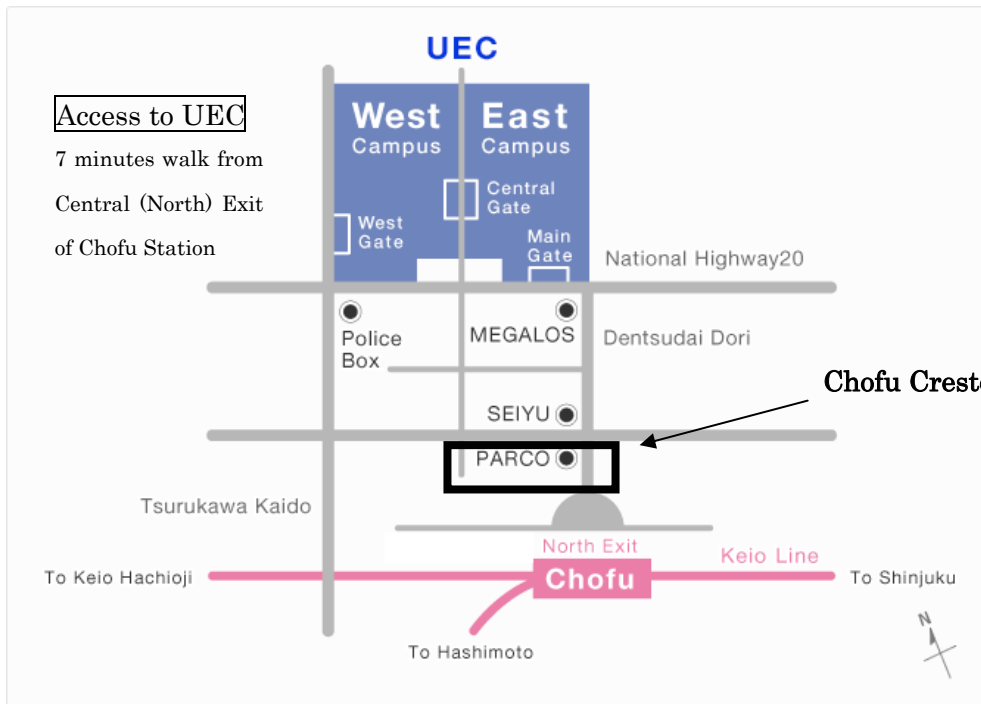 UEC
Access to UEC
7 minutes walk from
Central (North) Exit
of Chofu Station
West
Campus
East
Campus
Central
Gate
West
Gate
Main
Gate
National Highway20
Police
Box
MEGALOS
Dentsudai Dori
Chofu Creste
SEIYU
PARCO
Tsurukawa Kaido
North Exit
Keio Line
To Keio Hachioji
Chofu
To Shinjuku
To Hashimoto
N